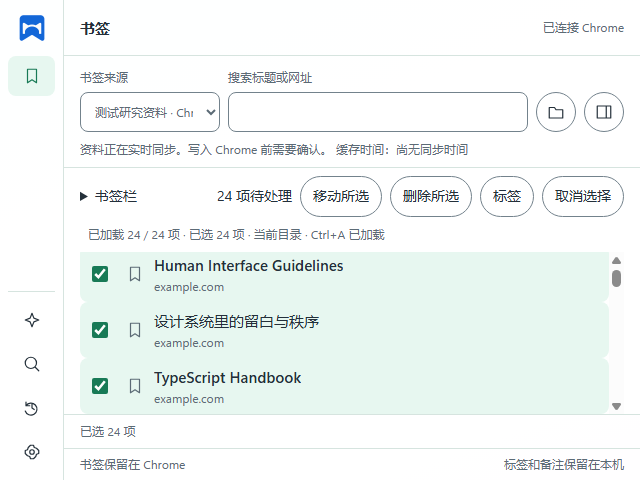 书签
已连接 Chrome
书签来源
搜索标题或网址
测试研究资料 · Chr
资料正在实时同步。写入 Chrome 前需要确认。 缓存时间：尚无同步时间
书签栏
24 项待处理
移动所选
删除所选
标签
取消选择
已加载 24 / 24 项 · 已选 24 项 · 当前目录 · Ctrl+A 已加载
Human Interface Guidelines
example.com
设计系统里的留白与秩序
example.com
TypeScript Handbook
example.com
已选 24 项
书签保留在 Chrome
标签和备注保留在本机